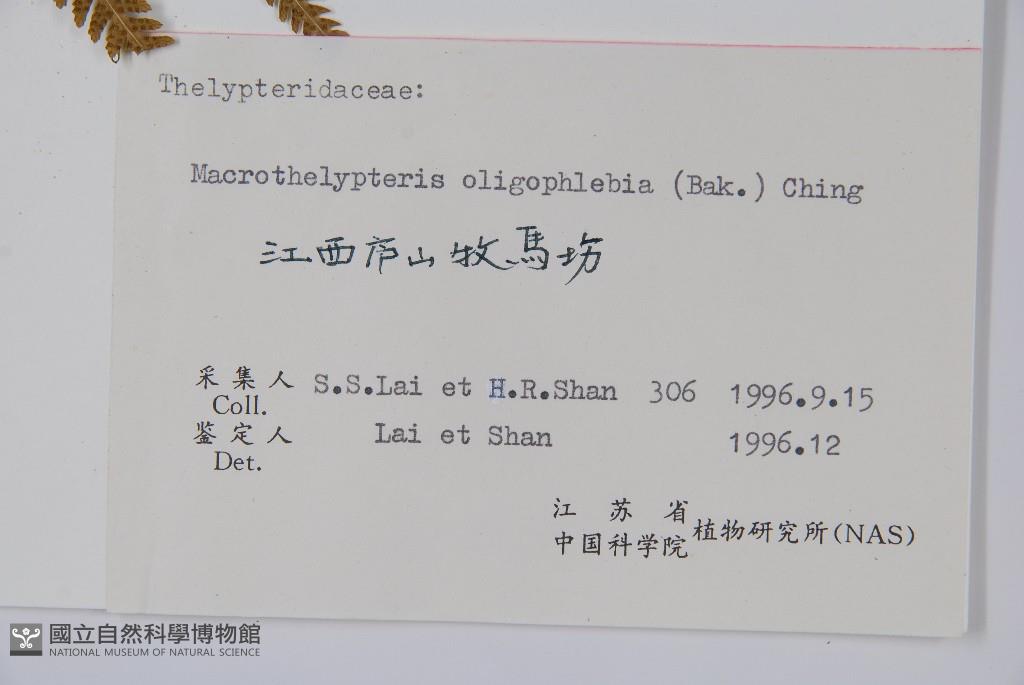 Thelypteridaceae:
Macrothelypteris oligophlebia (Bak.) Ching
江西庐山牧馬场
采集人 S.S.Lai et H.R.Shan 306 1996.9.15
Coll.
鉴定人 Lai et Shan 1996.12
Det.
江苏省
中国科学院植物研究所(NAS)
國立自然科學博物館
NATIONAL MUSEUM OF NATURAL SCIENCE